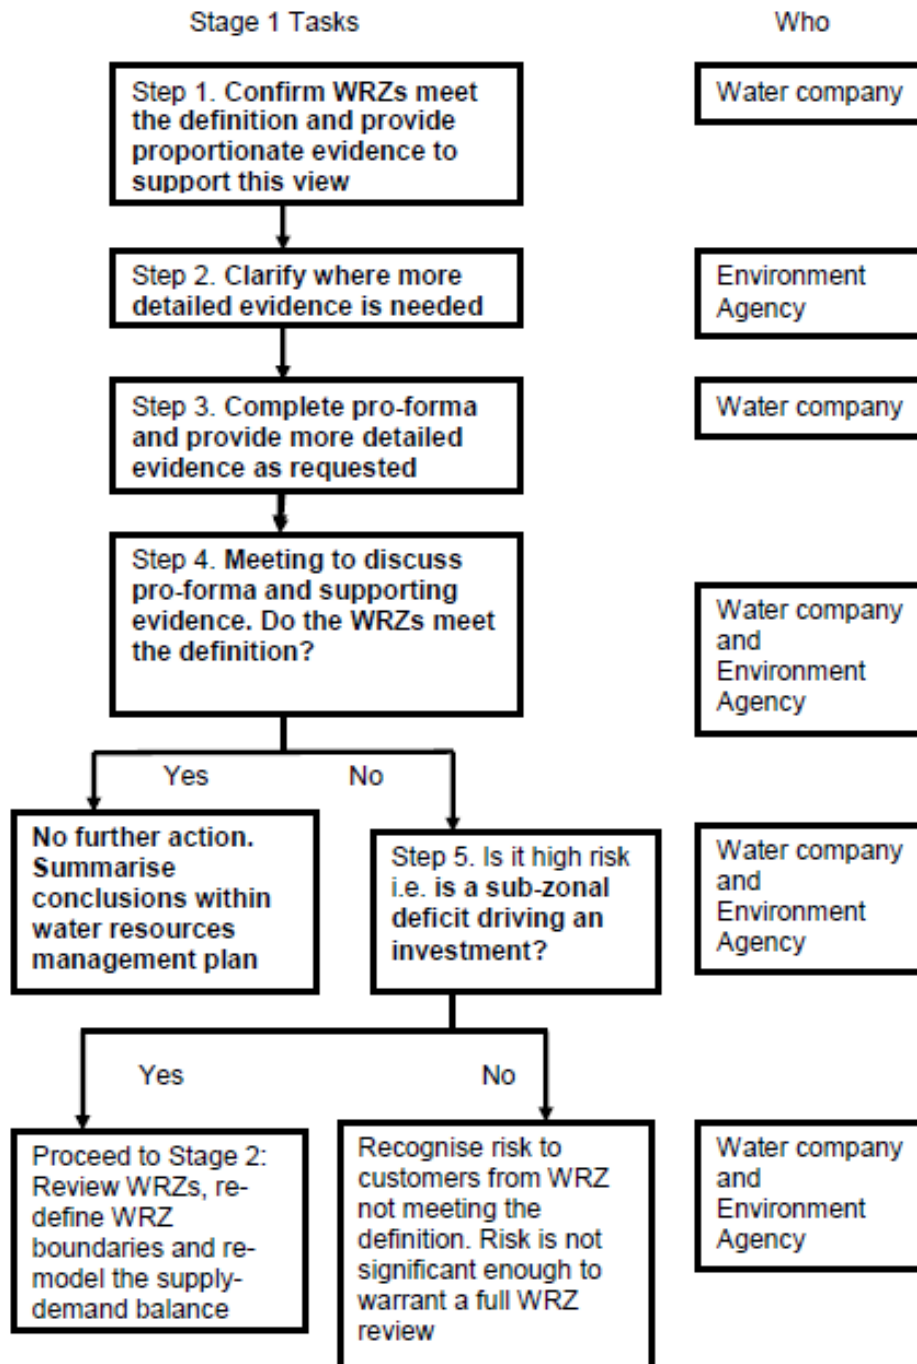 Stage 1 Tasks
Who
Step 1. Confirm WRZs meet
the definition and provide
proportionate evidence to
support this view
Water company
Step 2. Clarify where more
detailed evidence is needed
Environment
Agency
Step 3. Complete pro-forma
and provide more detailed
evidence as requested
Water company
Step 4. Meeting to discuss
pro-forma and supporting
evidence. Do the WRZs meet
the definition?
Water company
and
Environment
Agency
Yes
No
No further action.
Summarise
conclusions within
water resources
management plan
Step 5. Is it high risk
i.e. is a sub-zonal
deficit driving an
investment?
Water company
and
Environment
Agency
Yes
No
Proceed to Stage 2:
Review WRZs, re-
define WRZ
boundaries and re-
model the supply-
demand balance
Recognise risk to
customers from WRZ
not meeting the
definition. Risk is not
significant enough to
warrant a full WRZ
review
Water company
and
Environment
Agency